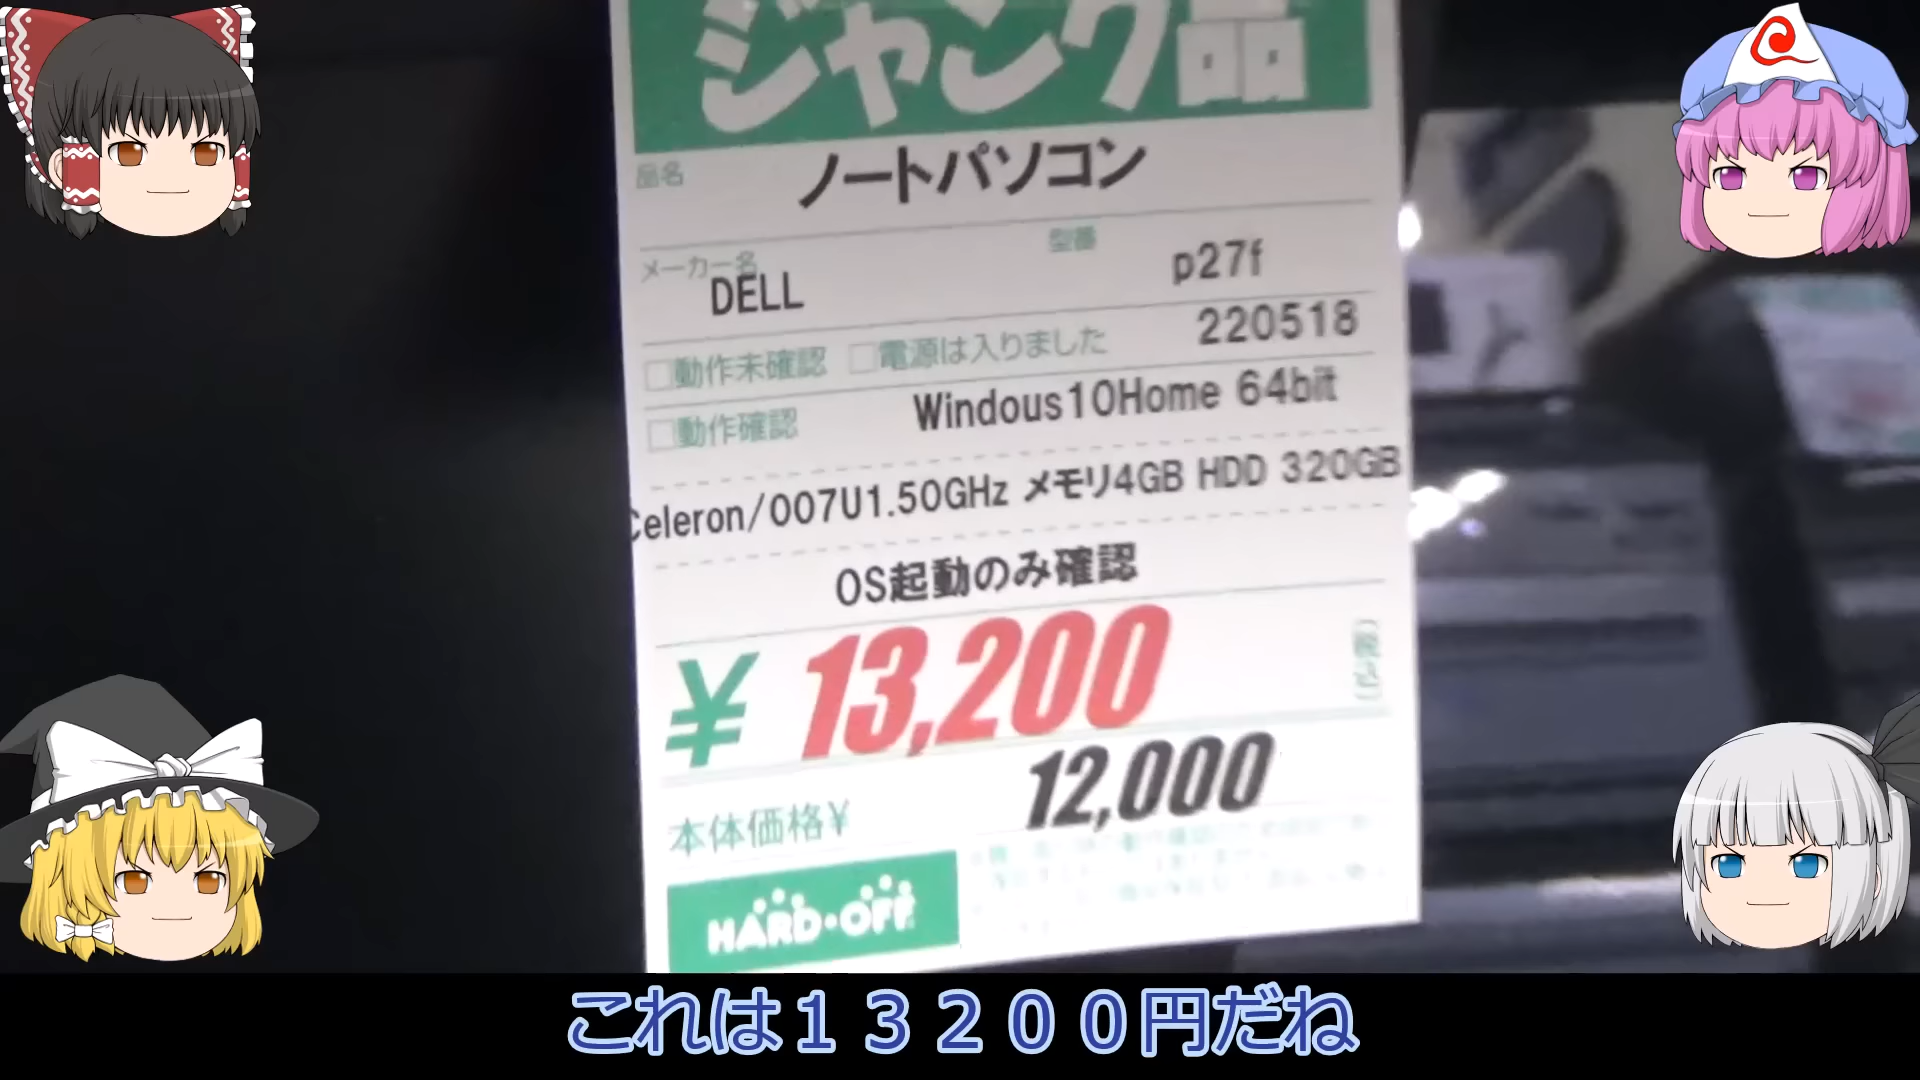 ジャンク品
品名
ノートパソコン
メーカー名
DELL
型番
p27f
□動作未確認 □電源は入りました
220518
□動作確認
Windous10Home 64bit
Celeron/007U1.50GHz メモリ4GB HDD 320GB
OS起動のみ確認
¥ 13,200
(税込)
本体価格¥
12,000
HARD・OFF
これは１３２００円だね